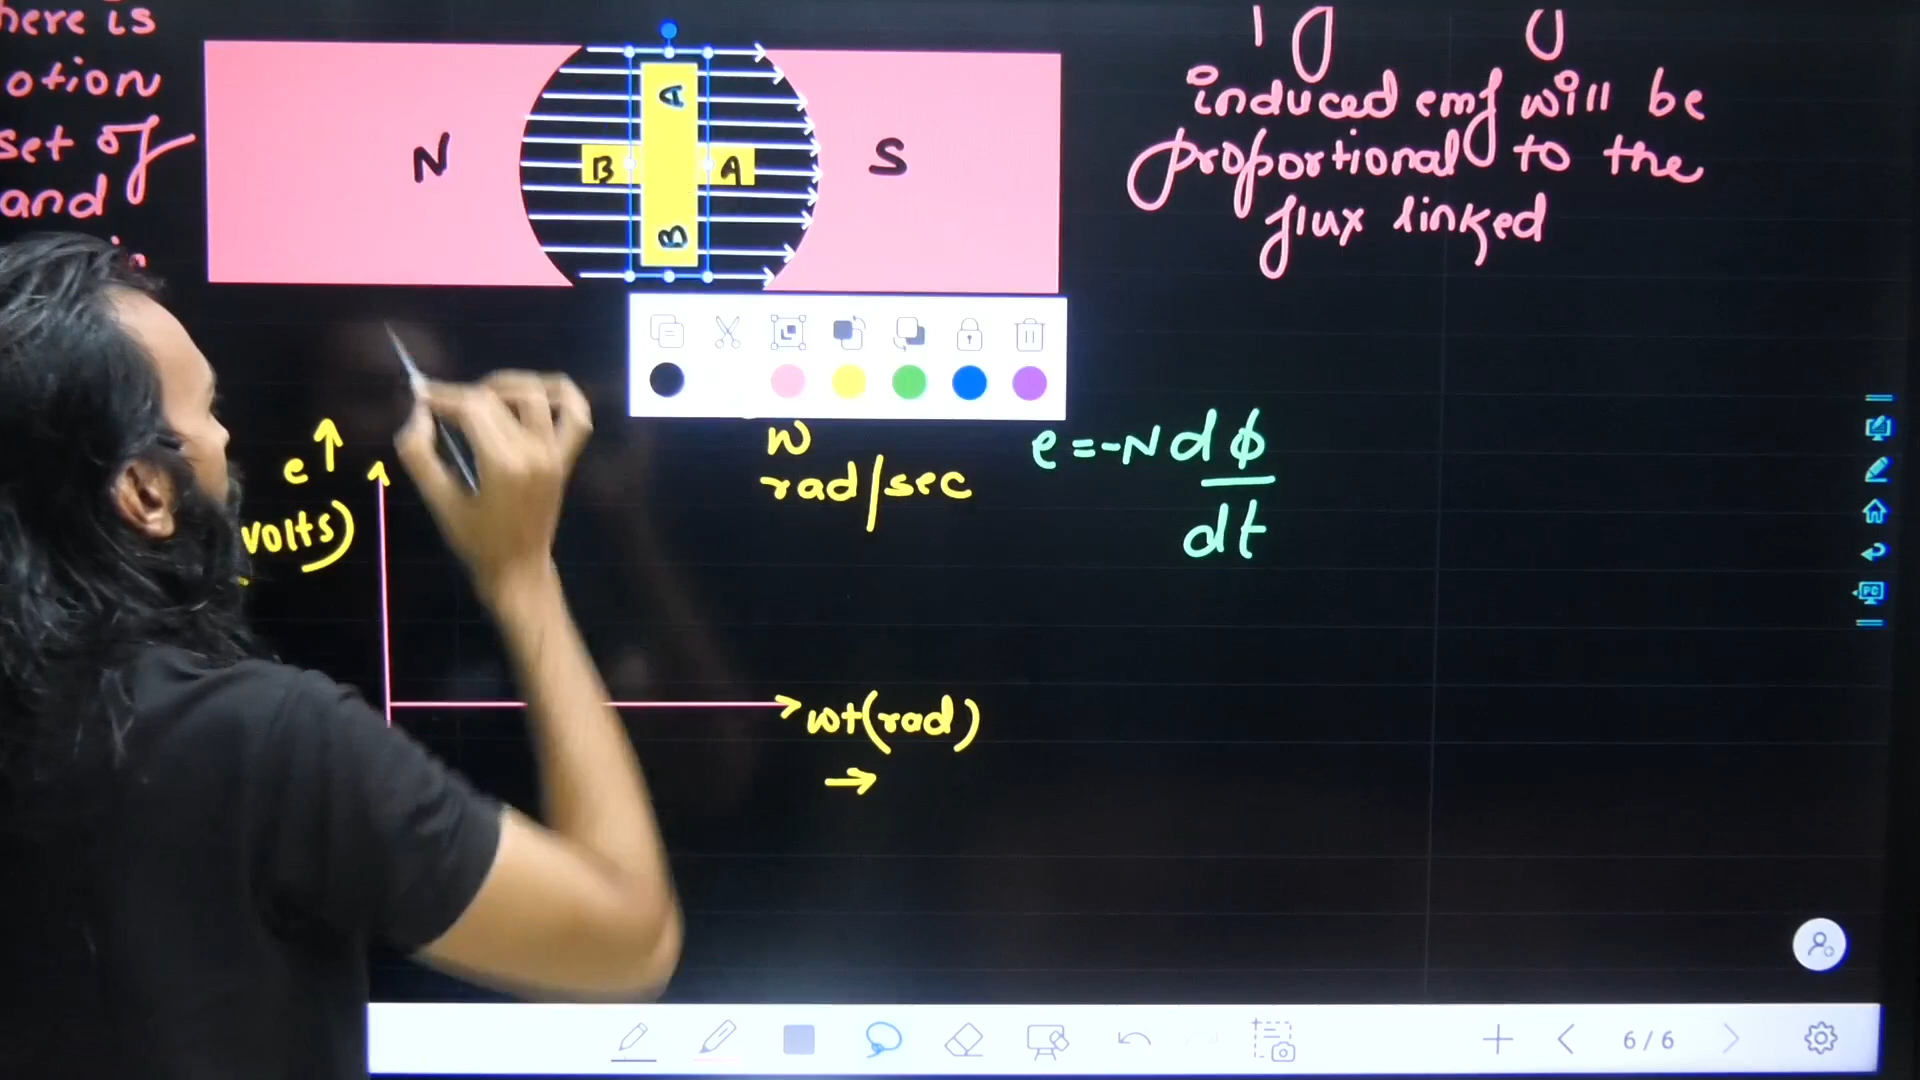 here is
otion
set of
and
N
S
A
B
A
B
induced emf will be
proportional to the
flux linked
e ↑
volts)
w
rad/sec
e = -N dϕ
dt
wt(rad)
→
PC
6/6